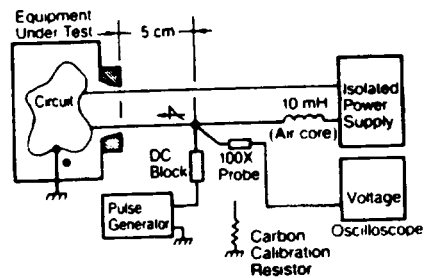 Equipment
Under Test
5 cm
Circuit
Isolated
Power
Supply
10 mH
(Air core)
DC
Block
100X
Probe
Pulse
Generator
Voltage
Oscilloscope
Carbon
Calibration
Resistor